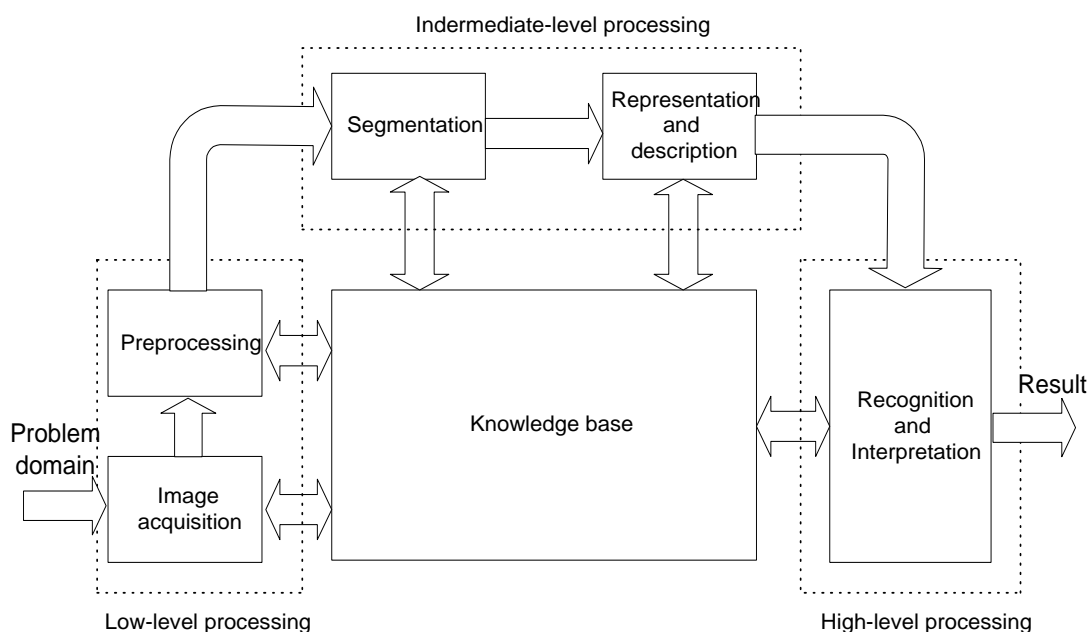 Indermediate-level processing
Segmentation
Representation
and
description
Preprocessing
Knowledge base
Recognition
and
Interpretation
Result
Problem
domain
Image
acquisition
Low-level processing
High-level processing